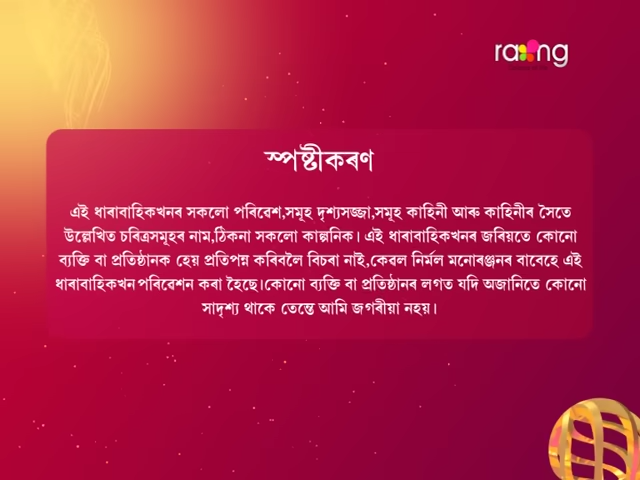 rang
স্পষ্টীকৰণ
এই ধাৰাবাহিকখনৰ সকলো পৰিৱেশ,সমূহ দৃশ্যসজ্জা,সমূহ কাহিনী আৰু কাহিনীৰ সৈতে
উল্লেখিত চৰিত্ৰসমূহৰ নাম,ঠিকনা সকলো কাল্পনিক। এই ধাৰাবাহিকখনৰ জৰিয়তে কোনো
ব্যক্তি বা প্ৰতিষ্ঠানক হেয় প্ৰতিপন্ন কৰিবলৈ বিচৰা নাই,কেৱল নিৰ্মল মনোৰঞ্জনৰ বাবেহে এই
ধাৰাবাহিকখন পৰিৱেশন কৰা হৈছে।কোনো ব্যক্তি বা প্ৰতিষ্ঠানৰ লগত যদি অজানিতে কোনো
সাদৃশ্য থাকে তেন্তে আমি জগৰীয়া নহয়।